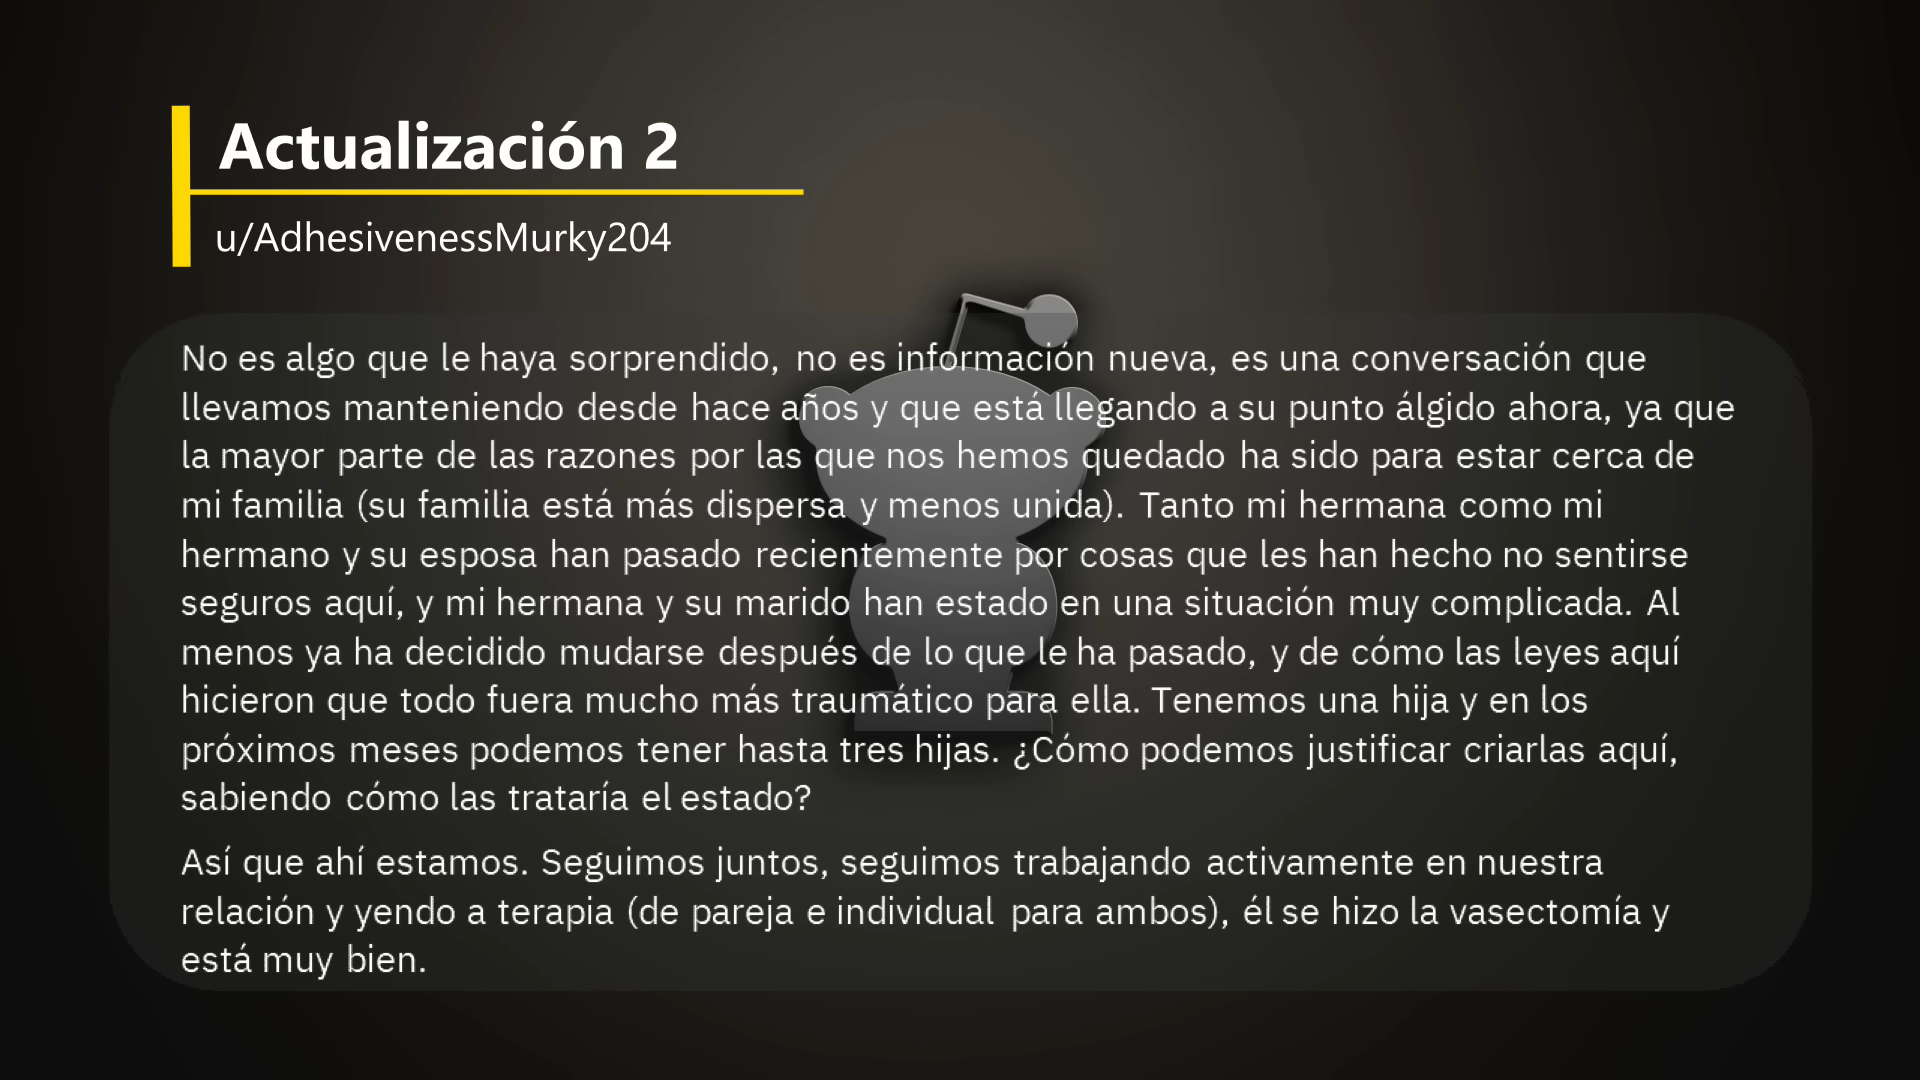 Actualización 2
u/AdhesivenessMurky204
No es algo que le haya sorprendido, no es información nueva, es una conversación que
llevamos manteniendo desde hace años y que está llegando a su punto álgido ahora, ya que
la mayor parte de las razones por las que nos hemos quedado ha sido para estar cerca de
mi familia (su familia está más dispersa y menos unida). Tanto mi hermana como mi
hermano y su esposa han pasado recientemente por cosas que les han hecho no sentirse
seguros aquí, y mi hermana y su marido han estado en una situación muy complicada. Al
menos ya ha decidido mudarse después de lo que le ha pasado, y de cómo las leyes aquí
hicieron que todo fuera mucho más traumático para ella. Tenemos una hija y en los
próximos meses podemos tener hasta tres hijas. ¿Cómo podemos justificar criarlas aquí,
sabiendo cómo las trataría el estado?
Así que ahí estamos. Seguimos juntos, seguimos trabajando activamente en nuestra
relación y yendo a terapia (de pareja e individual para ambos), él se hizo la vasectomía y
está muy bien.